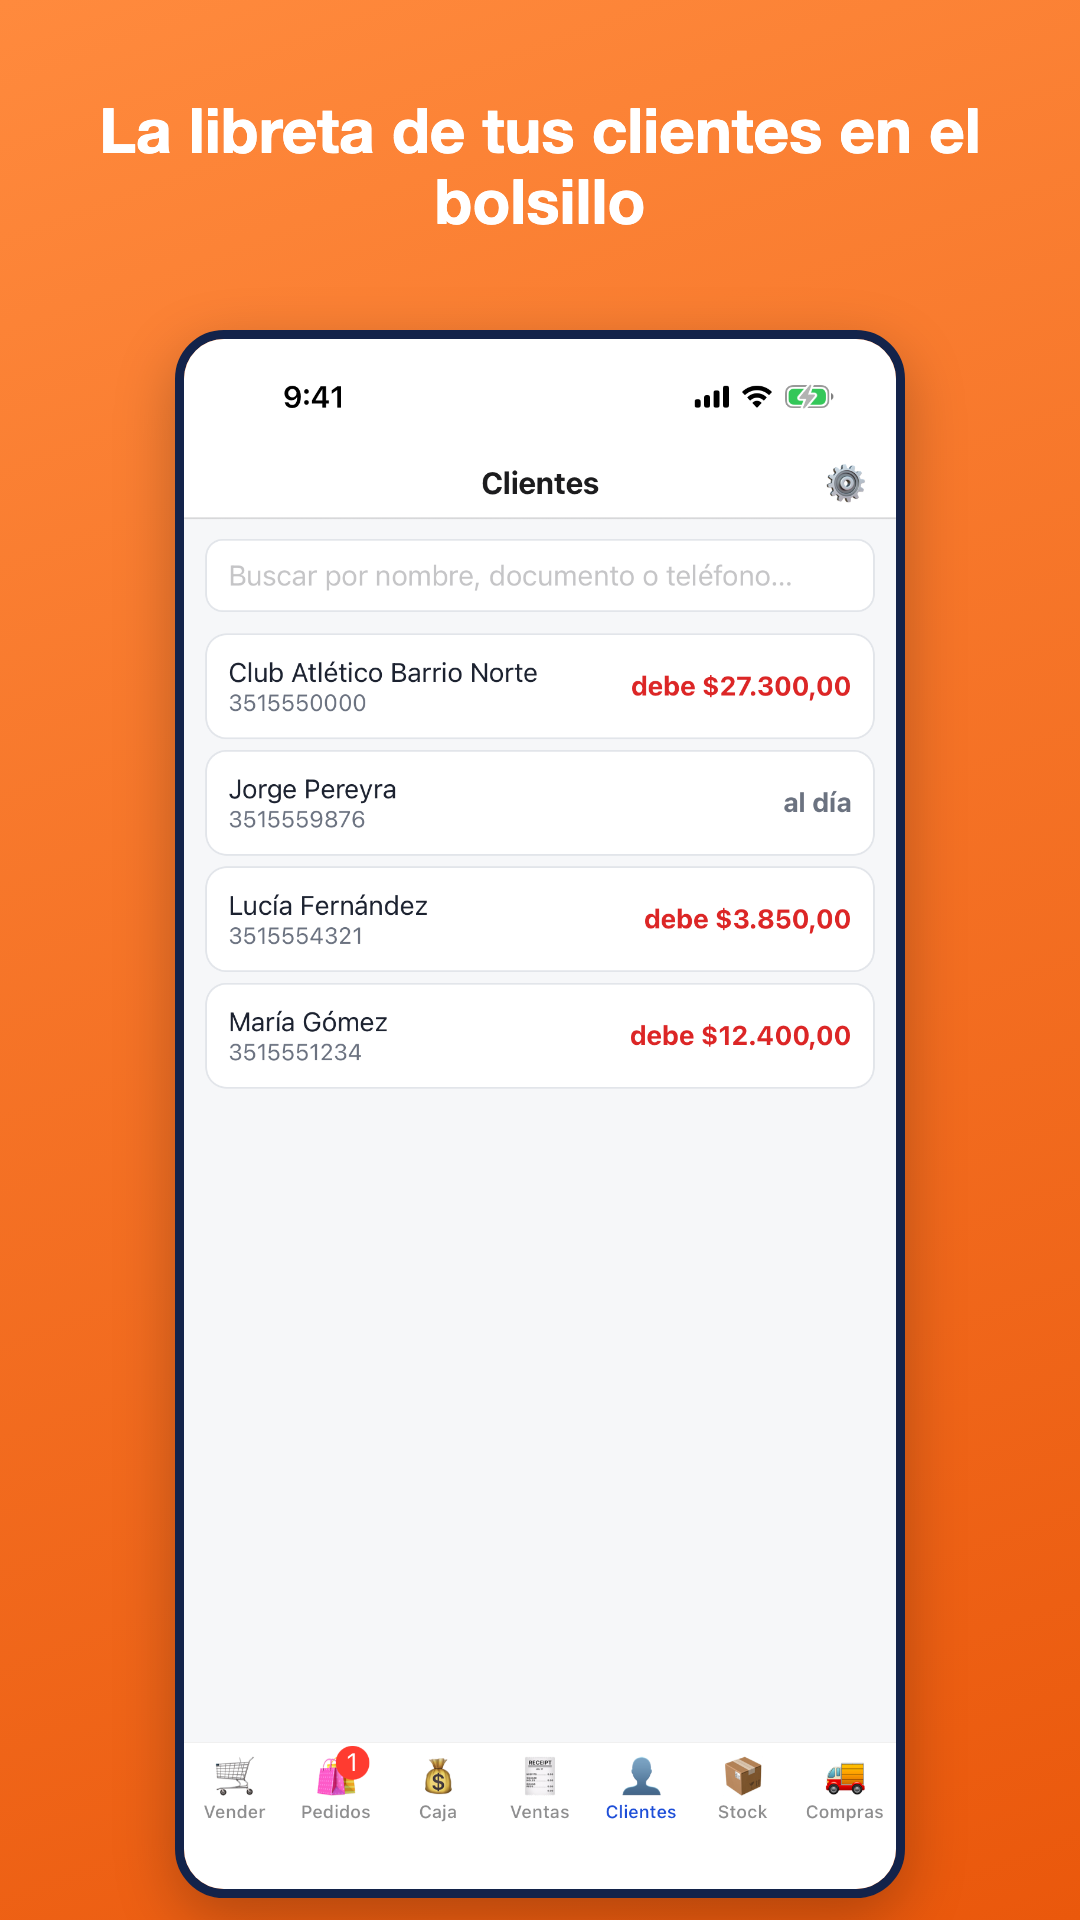 La libreta de tus clientes en el
bolsillo
9:41
Clientes
Buscar por nombre, documento o teléfono...
Club Atlético Barrio Norte
3515550000
debe $27.300,00
Jorge Pereyra
3515559876
al día
Lucía Fernández
3515554321
debe $3.850,00
María Gómez
3515551234
debe $12.400,00
1
RECEIPT
Vender
Pedidos
Caja
Ventas
Clientes
Stock
Compras